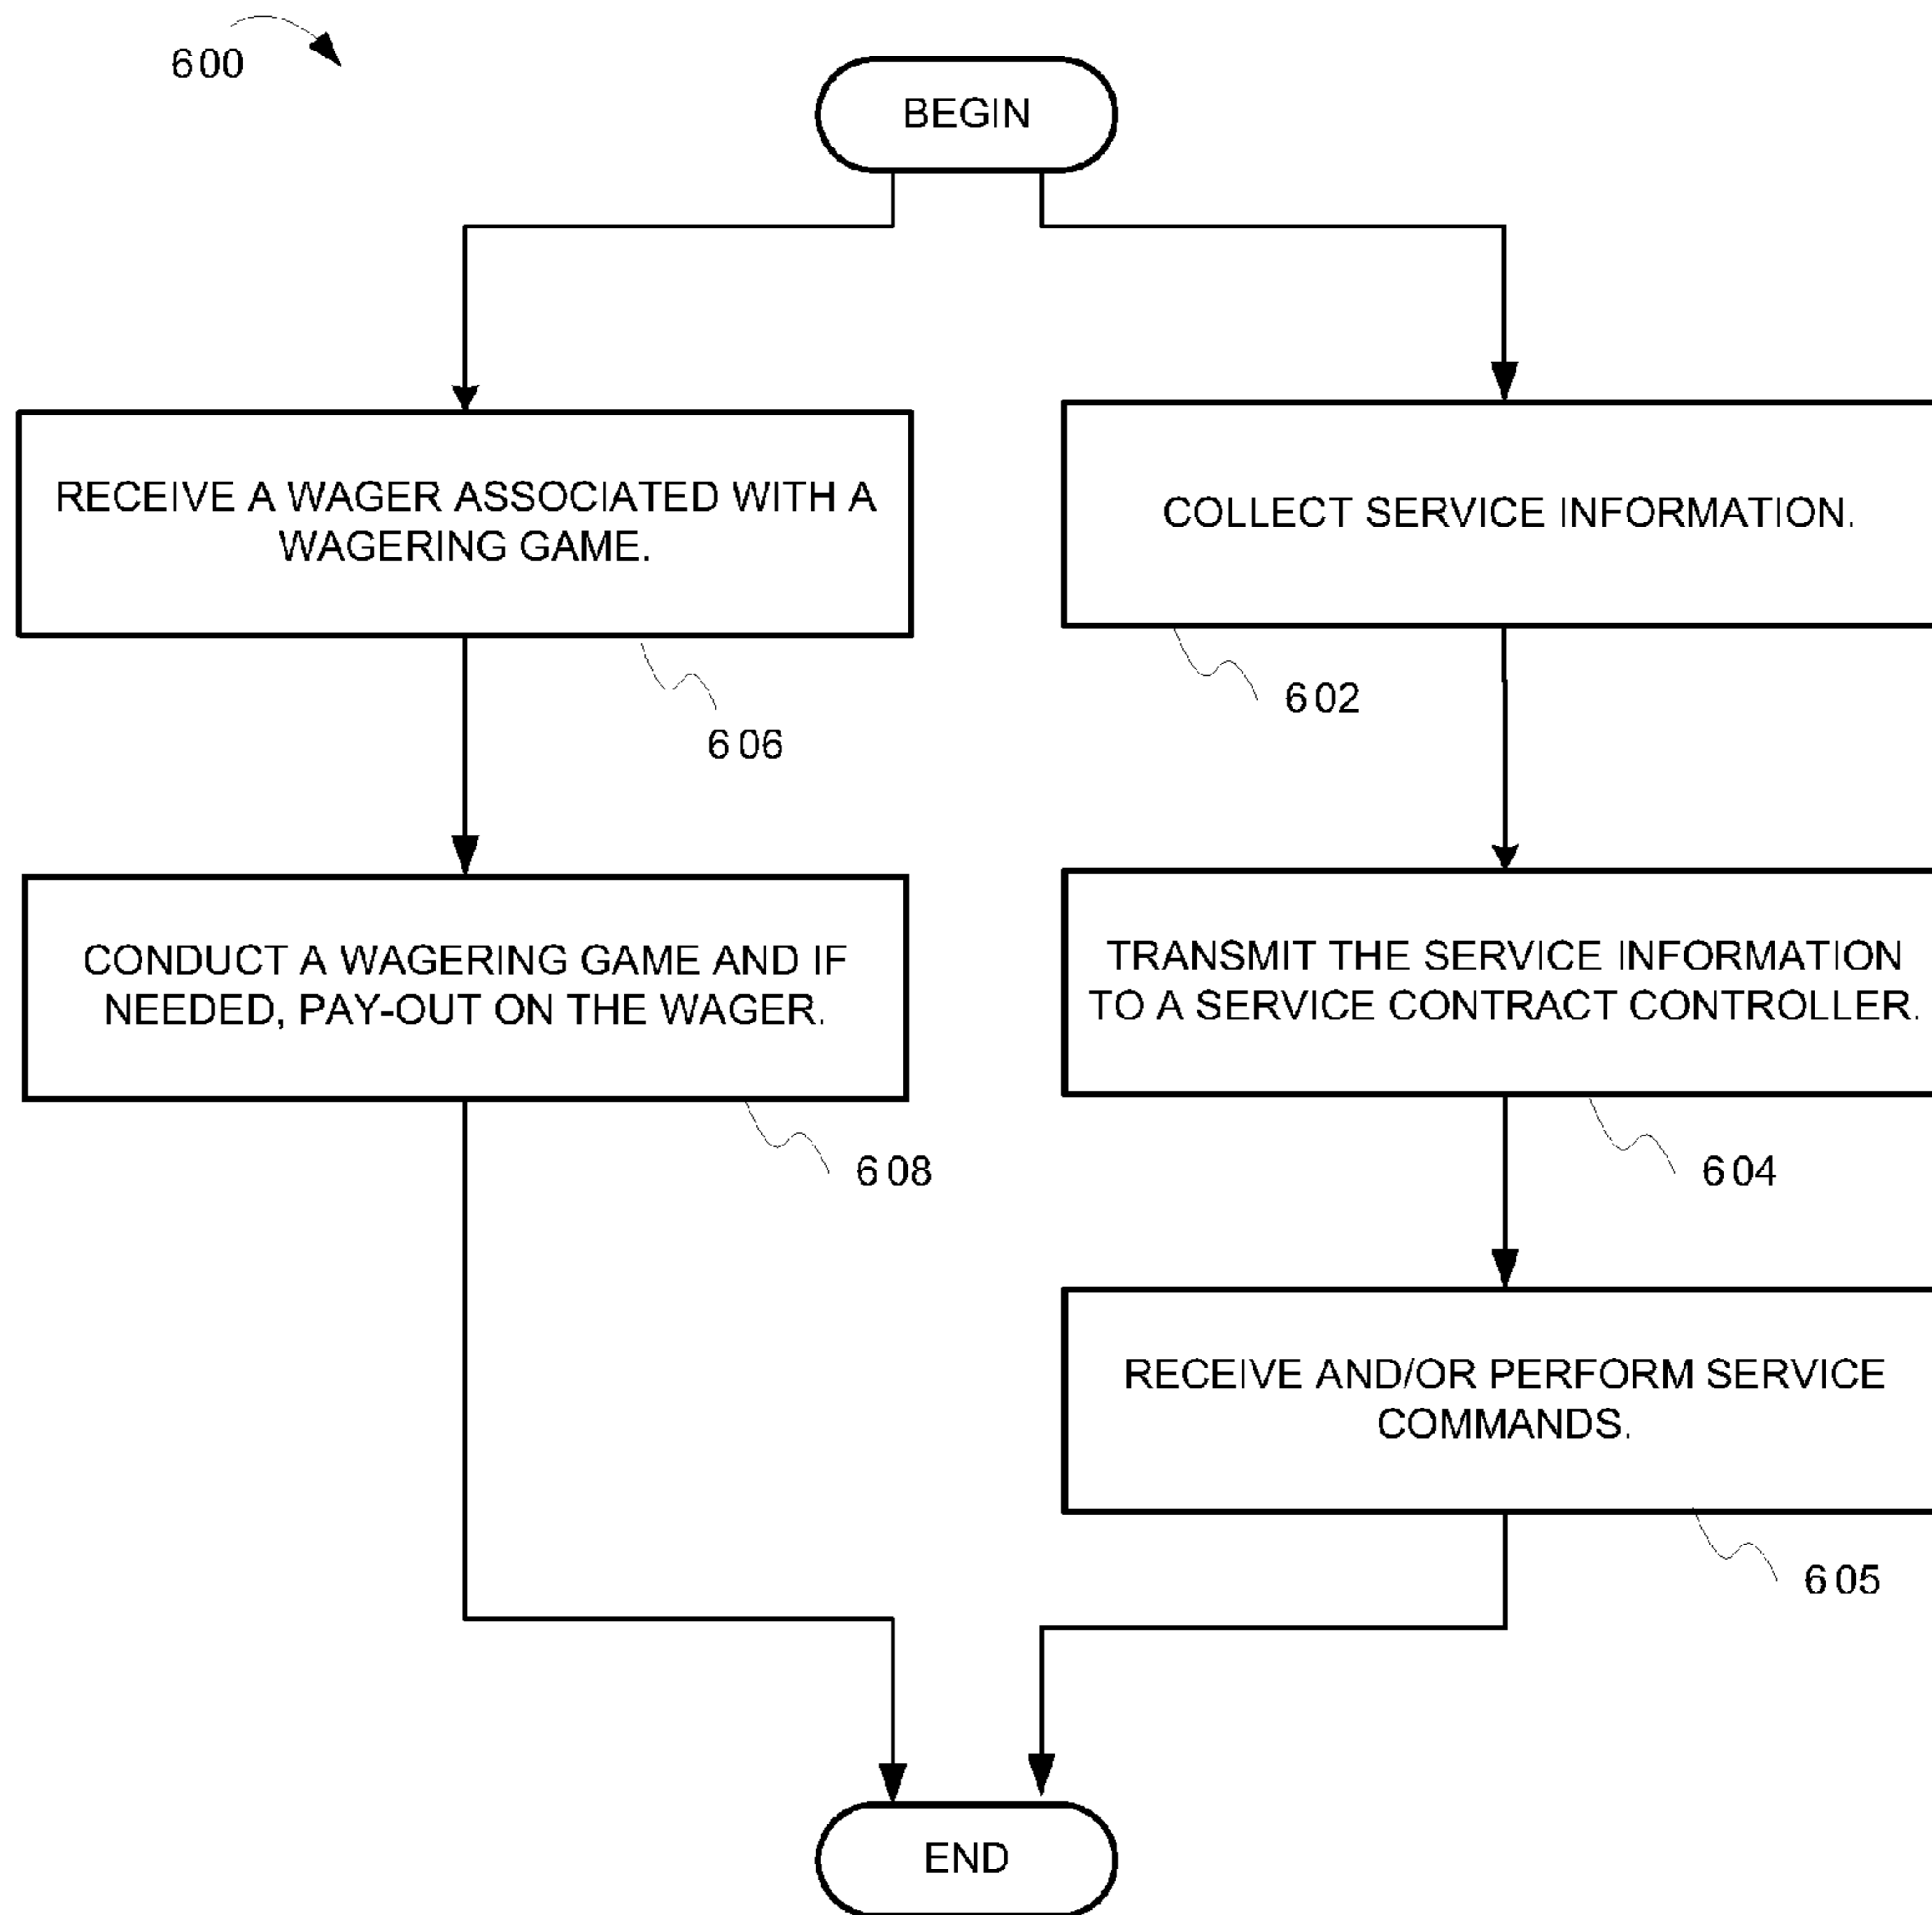 600
BEGIN
RECEIVE A WAGER ASSOCIATED WITH A
WAGERING GAME.
606
CONDUCT A WAGERING GAME AND IF
NEEDED, PAY-OUT ON THE WAGER.
608
COLLECT SERVICE INFORMATION.
602
TRANSMIT THE SERVICE INFORMATION
TO A SERVICE CONTRACT CONTROLLER.
604
RECEIVE AND/OR PERFORM SERVICE
COMMANDS.
605
END